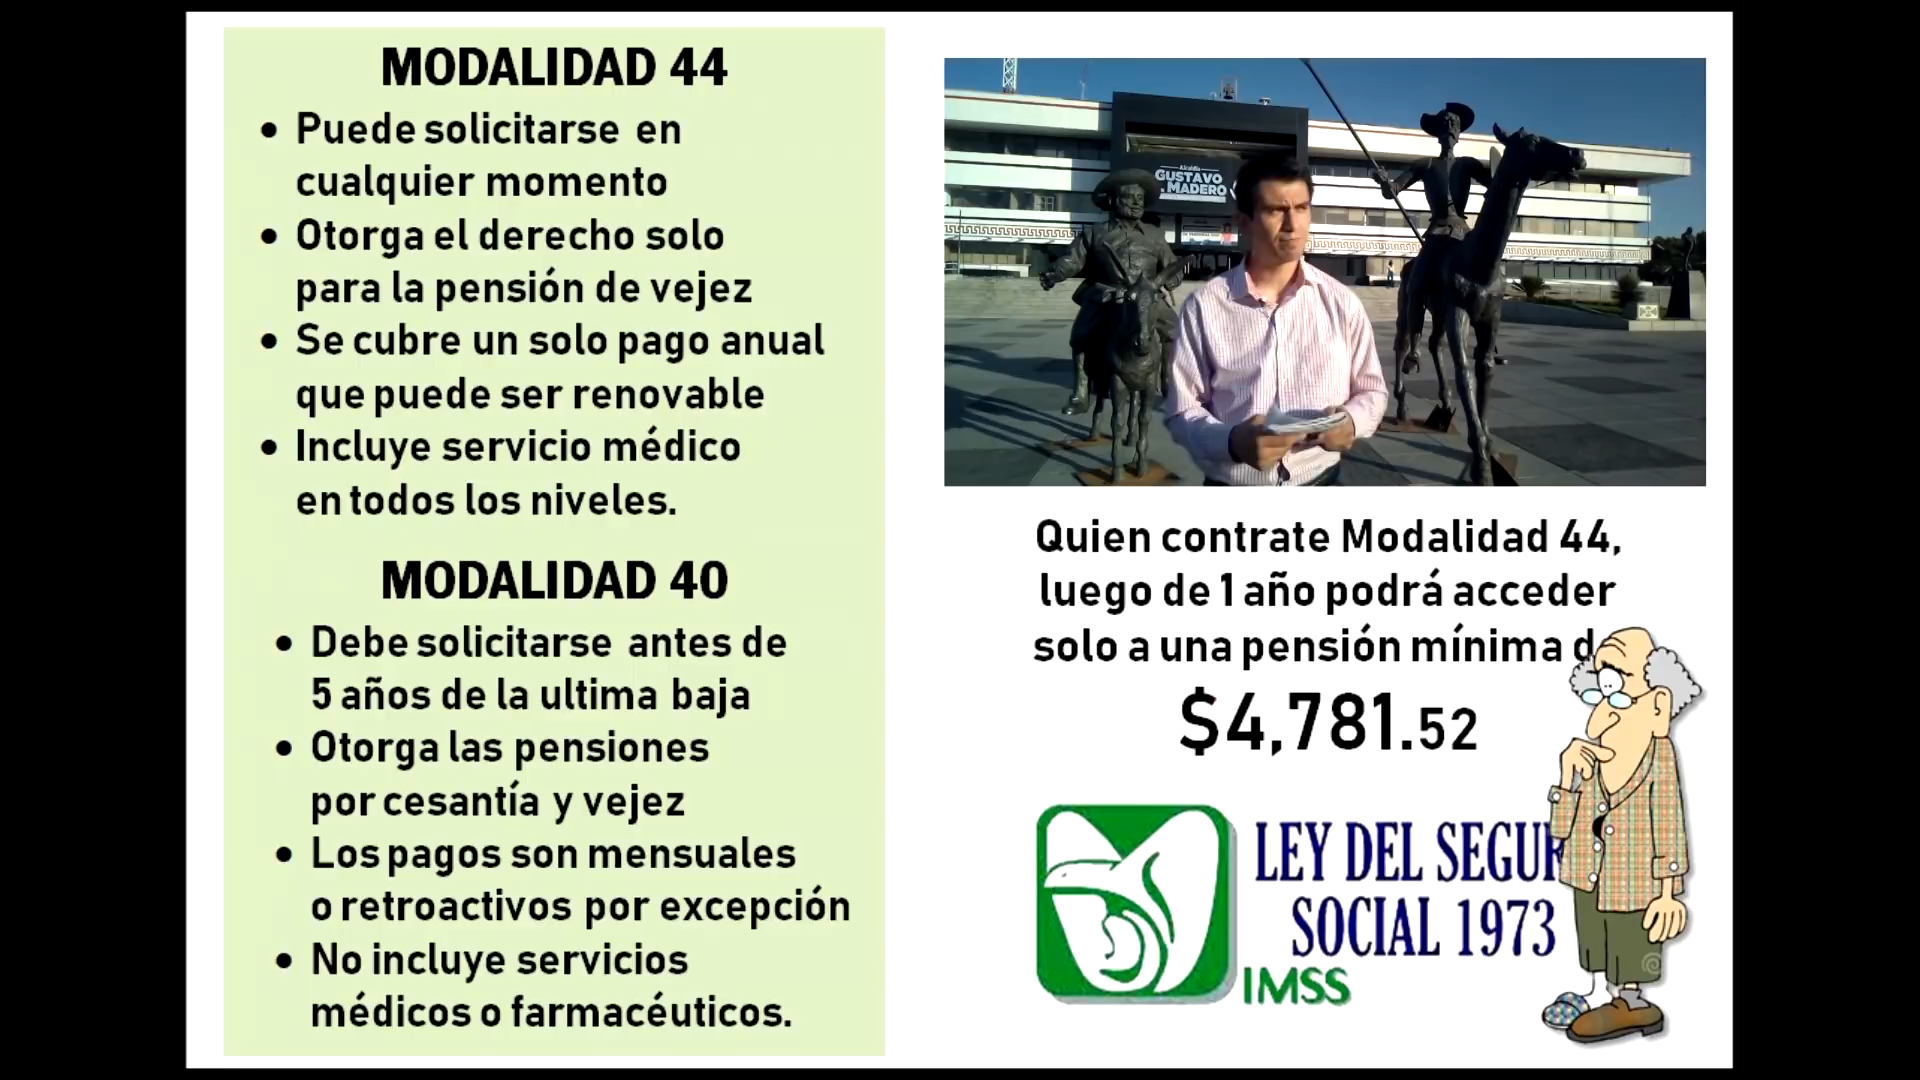 MODALIDAD 44
• Puede solicitarse en
cualquier momento
• Otorga el derecho solo
para la pensión de vejez
• Se cubre un solo pago anual
que puede ser renovable
• Incluye servicio médico
en todos los niveles.
MODALIDAD 40
• Debe solicitarse antes de
5 años de la ultima baja
• Otorga las pensiones
por cesantía y vejez
• Los pagos son mensuales
o retroactivos por excepción
• No incluye servicios
médicos o farmacéuticos.
Alcaldía
GUSTAVO
A. MADERO
Quien contrate Modalidad 44,
luego de 1 año podrá acceder
solo a una pensión mínima d
$4,781.52
LEY DEL SEGUR
SOCIAL 1973
IMSS